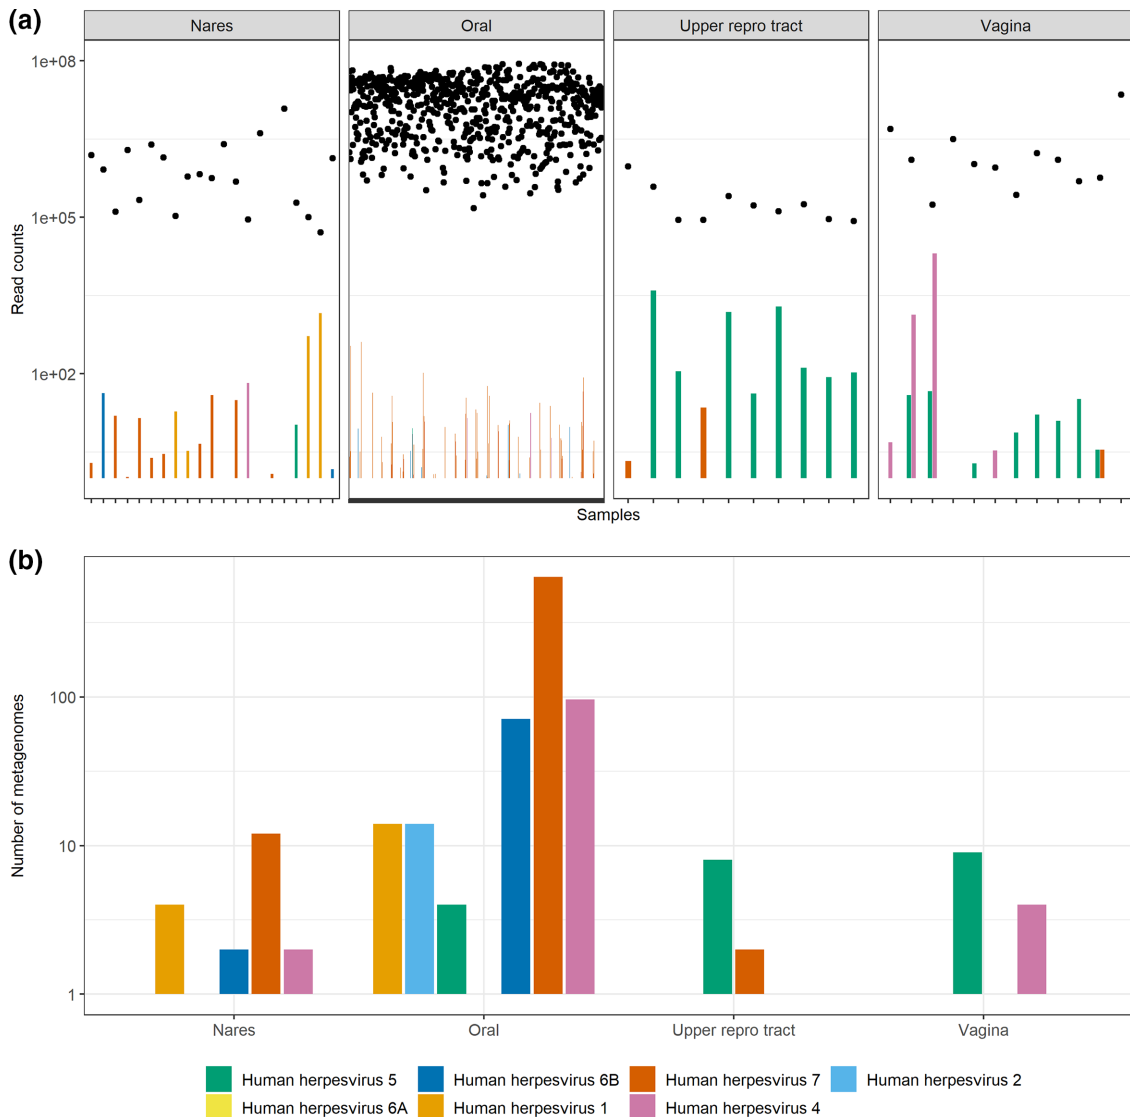 (a)
Nares Oral Upper repro tract Vagina
1e+08
1e+05
1e+02
Read counts
Samples
(b)
100
10
1
Number of metagenomes
Nares Oral Upper repro tract Vagina
Human herpesvirus 5 Human herpesvirus 6B Human herpesvirus 7 Human herpesvirus 2
Human herpesvirus 6A Human herpesvirus 1 Human herpesvirus 4